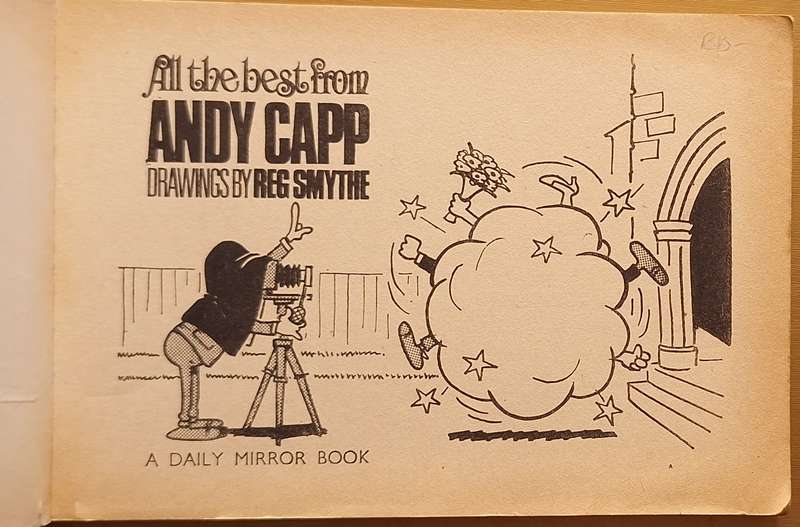 All the best from
ANDY CAPP
DRAWINGS BY REG SMYTHE
A DAILY MIRROR BOOK
A